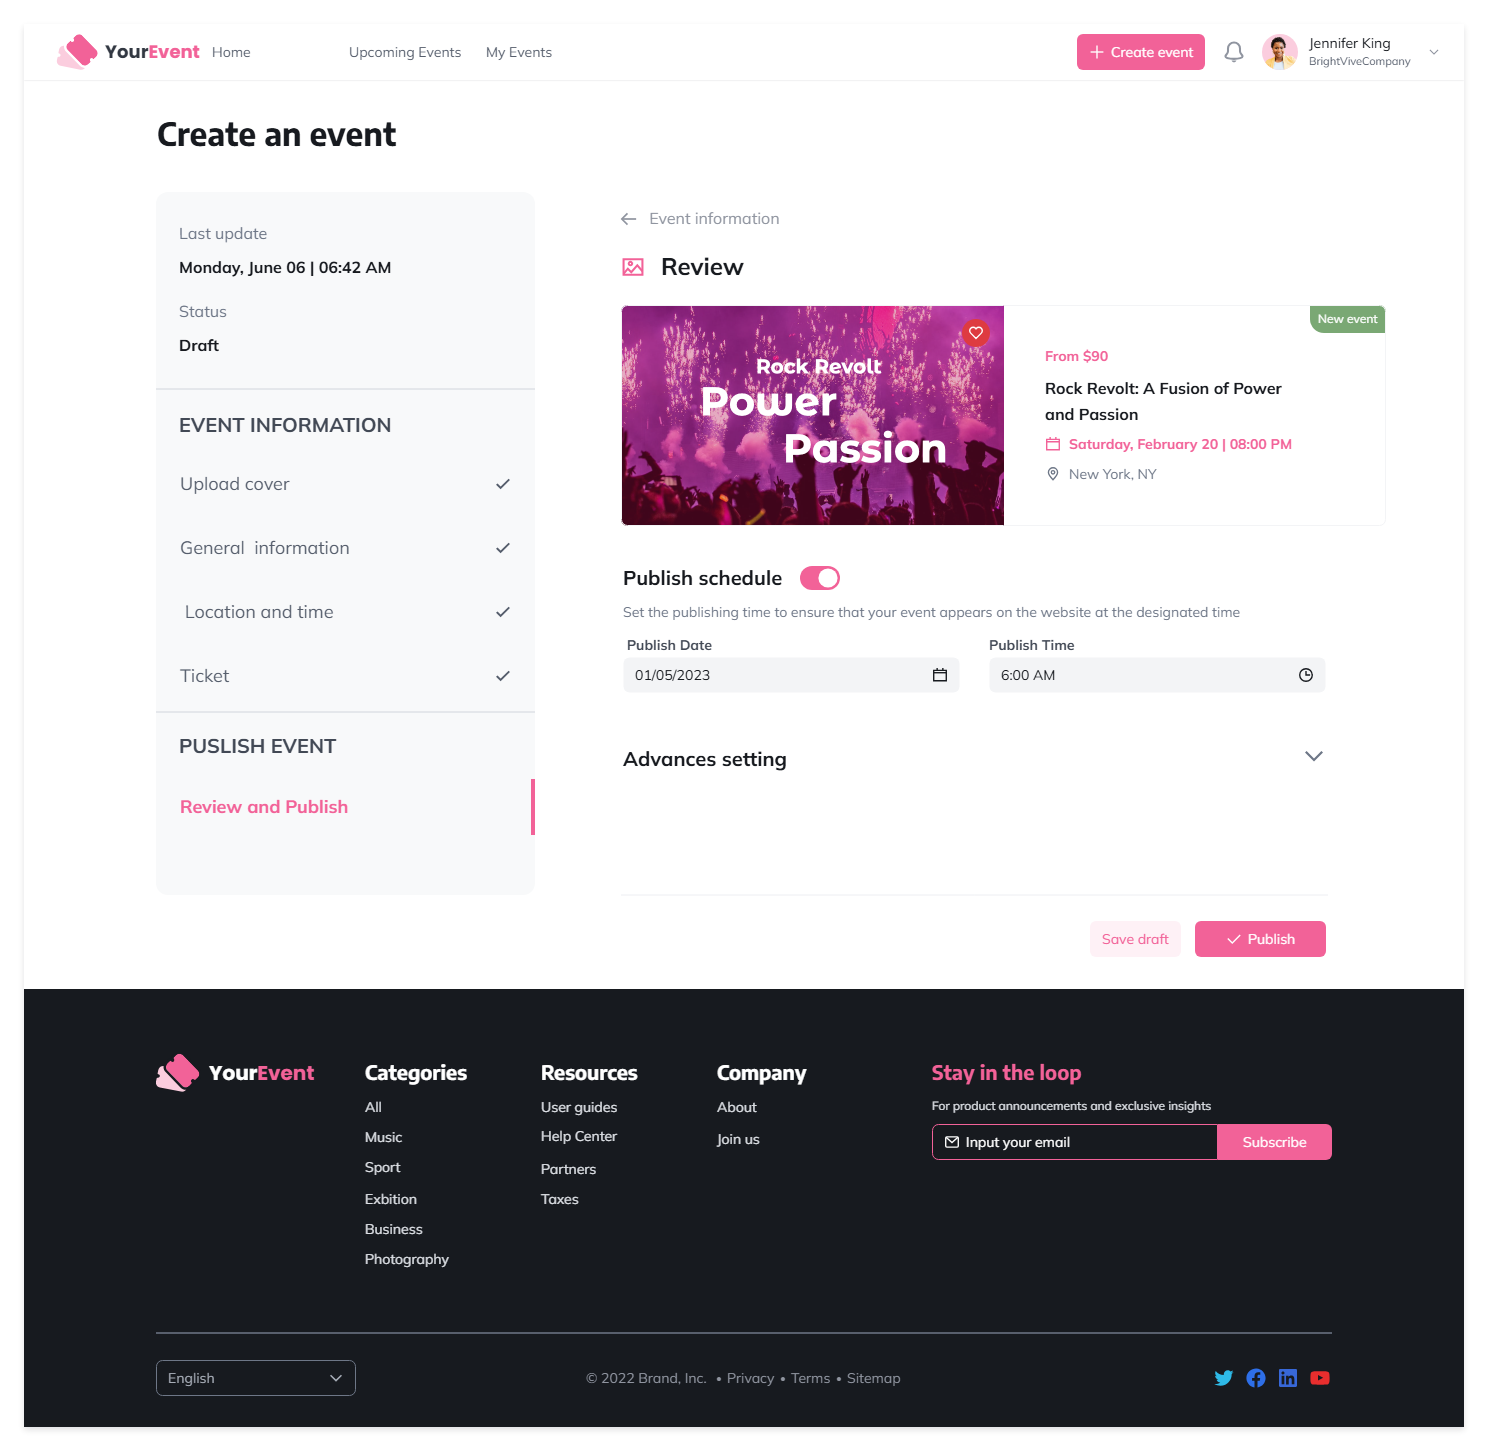 YourEvent Home Upcoming Events My Events Create event Jennifer King
BrightViveCompany
Create an event
Last update
Monday, June 06 | 06:42 AM
Status
Draft
EVENT INFORMATION
Upload cover
General information
Location and time
Ticket
PUSLISH EVENT
Review and Publish
Event information
Review
Rock Revolt
Power
Passion
New event
From $90
Rock Revolt: A Fusion of Power
and Passion
Saturday, February 20 | 08:00 PM
New York, NY
Publish schedule
Set the publishing time to ensure that your event appears on the website at the designated time
Publish Date Publish Time
01/05/2023 6:00 AM
Advances setting
Save draft Publish
YourEvent
Categories
All
Music
Sport
Exbition
Business
Photography
Resources
User guides
Help Center
Partners
Taxes
Company
About
Join us
Stay in the loop
For product announcements and exclusive insights
Input your email Subscribe
English © 2022 Brand, Inc. • Privacy • Terms • Sitemap